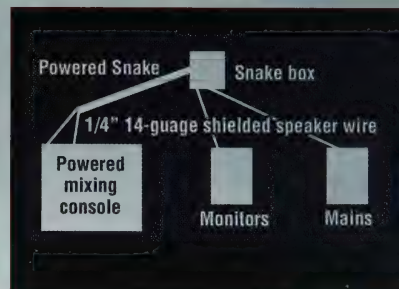 Powered Snake
Snake box
1/4" 14-guage shielded speaker wire
Powered
mixing
console
Monitors
Mains